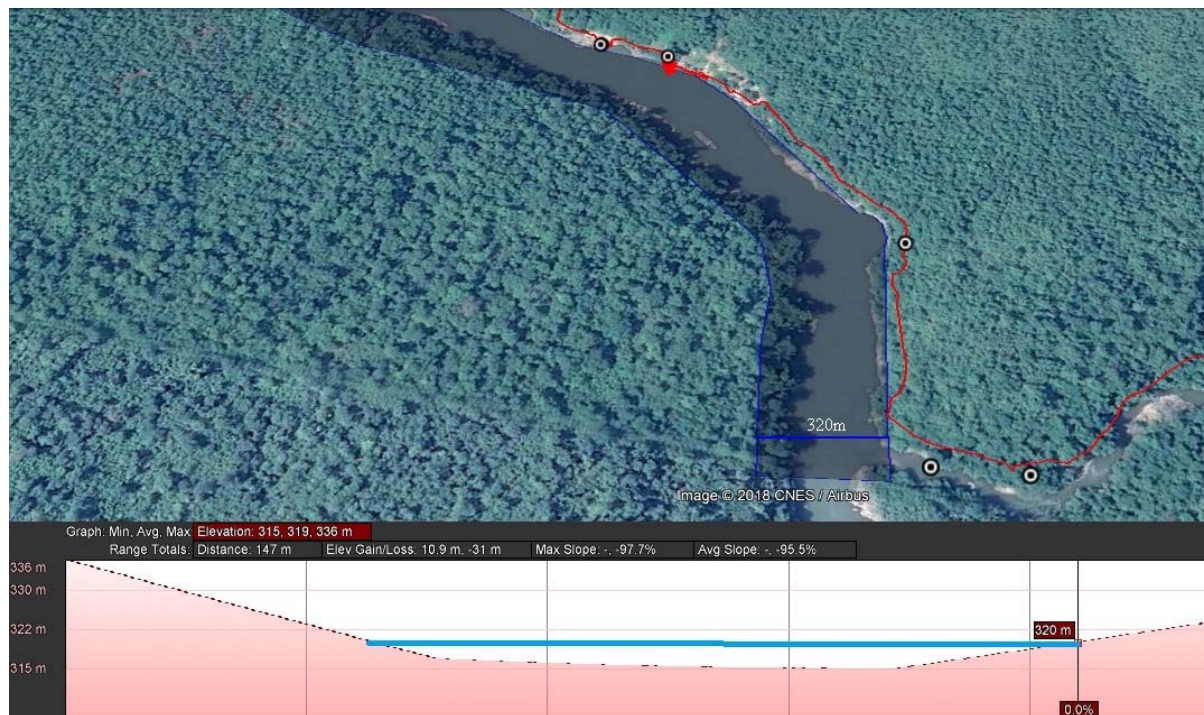 320m
Image © 2018 CNES / Airbus
Graph: Min, Avg, Max Elevation: 315, 319, 336 m
Range Totals: Distance: 147 m Elev Gain/Loss: 10.9 m, -31 m Max Slope: -, -97.7% Avg Slope: -, -95.5%
336 m
330 m
322 m
320 m
315 m
0.0%